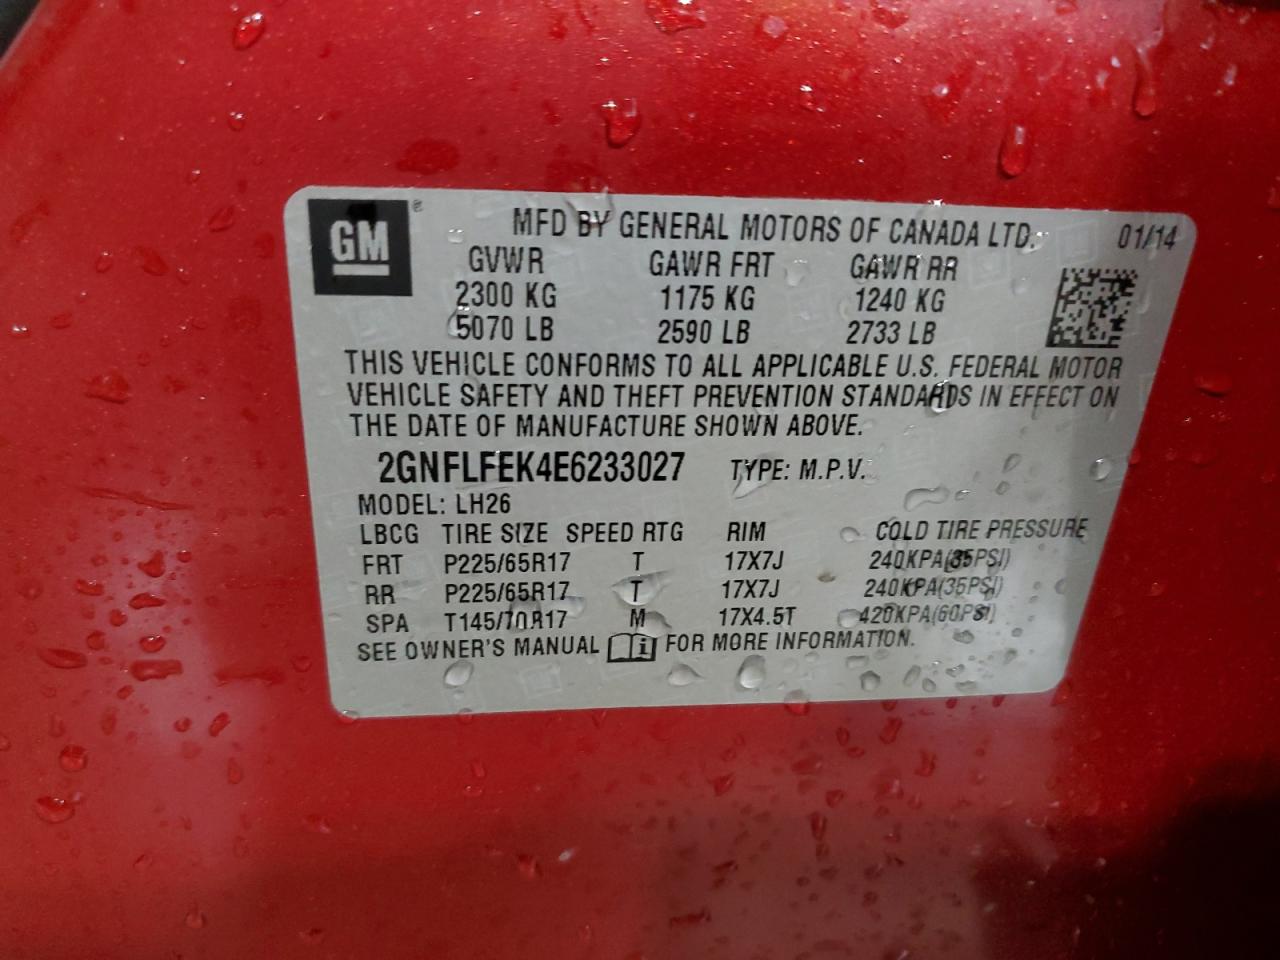 GM ® MFD BY GENERAL MOTORS OF CANADA LTD. 01/14
GVWR GAWR FRT GAWR RR
2300 KG 1175 KG 1240 KG
5070 LB 2590 LB 2733 LB
THIS VEHICLE CONFORMS TO ALL APPLICABLE U.S. FEDERAL MOTOR
VEHICLE SAFETY AND THEFT PREVENTION STANDARDS IN EFFECT ON
THE DATE OF MANUFACTURE SHOWN ABOVE.
2GNFLFEK4E6233027 TYPE: M.P.V.
MODEL: LH26
LBCG TIRE SIZE SPEED RTG RIM COLD TIRE PRESSURE
FRT P225/65R17 T 17X7J 240KPA(35PSI)
RR P225/65R17 T 17X7J 240KPA(35PSI)
SPA T145/70R17 M 17X4.5T 420KPA(60PSI)
SEE OWNER'S MANUAL i FOR MORE INFORMATION.